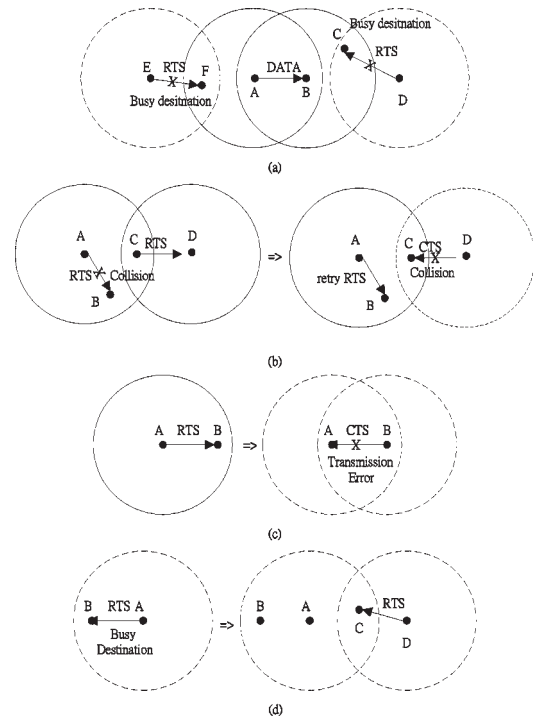 C Busy desitnation
E RTS F
X
Busy desitnation
DATA
A B
RTS
X
D
(a)
A C RTS D
RTS X Collision
B
=>
A C CTS D
X
retry RTS Collision
B
(b)
A RTS B
=>
A CTS B
X
Transmission
Error
(c)
B RTS A
Busy
Destination
=>
B A C RTS D
(d)